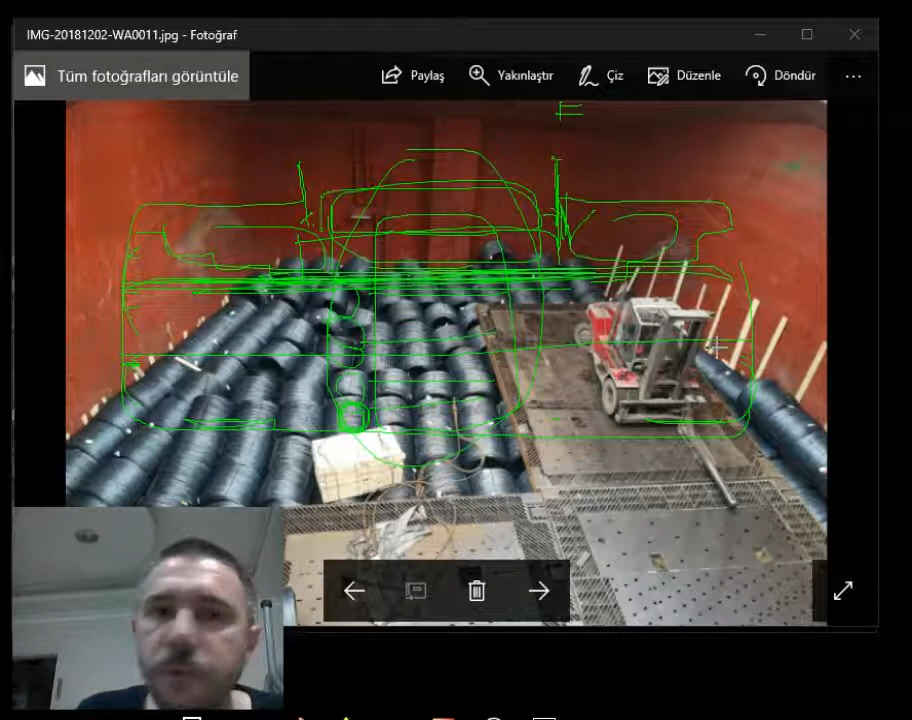 IMG-20181202-WA0011.jpg - Fotoğraf
Tüm fotoğrafları görüntüle
Paylaş
Yakınlaştır
Çiz
Düzenle
Döndür